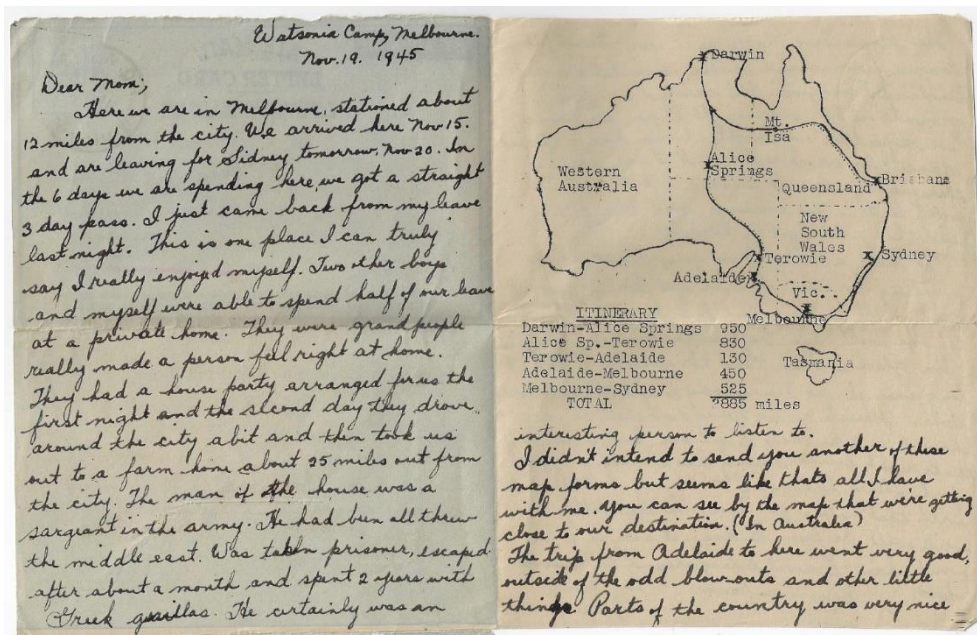 Watsonia Camp, Melbourne.
Nov. 19. 1945
Dear Mom;
Here we are in Melbourne, stationed about
12 miles from the city. We arrived here Nov 15.
and are leaving for Sidney tomorrow, Nov 20. In
the 6 days we are spending here, we got a straight
3 day pass. I just came back from my leave
last night. This is one place I can truly
say I really enjoyed myself. Two other boys
and myself were able to spend half of our leave
at a private home. They were grand people
really made a person feel right at home.
They had a house party arranged for us the
first night and the second day they drove
around the city abit and then took us
out to a farm home about 25 miles out from
the city. The man of the house was a
sargeant in the army. He had been all threw
the middle east. Was taken prisoner, escaped
after about a month and spent 2 years with
Greek guerillas. He certainly was an
Darwin
Mt.
Isa
Alice
Springs
Western
Australia
Queensland
Brisbane
New
South
Wales
Sydney
Terowie
Adelaide
Vic.
Melbourne
Tasmania
ITINERARY
Darwin-Alice Springs 950
Alice Sp.-Terowie 830
Terowie-Adelaide 130
Adelaide-Melbourne 450
Melbourne-Sydney 525
TOTAL 2885 miles
interesting person to listen to.
I didn't intend to send you another of these
map forms but seems like thats all I have
with me. You can see by the map that were getting
close to our destination. (In Australia)
The trip from Adelaide to here went very good,
outside of the odd blow-outs and other little
things. Parts of the country was very nice